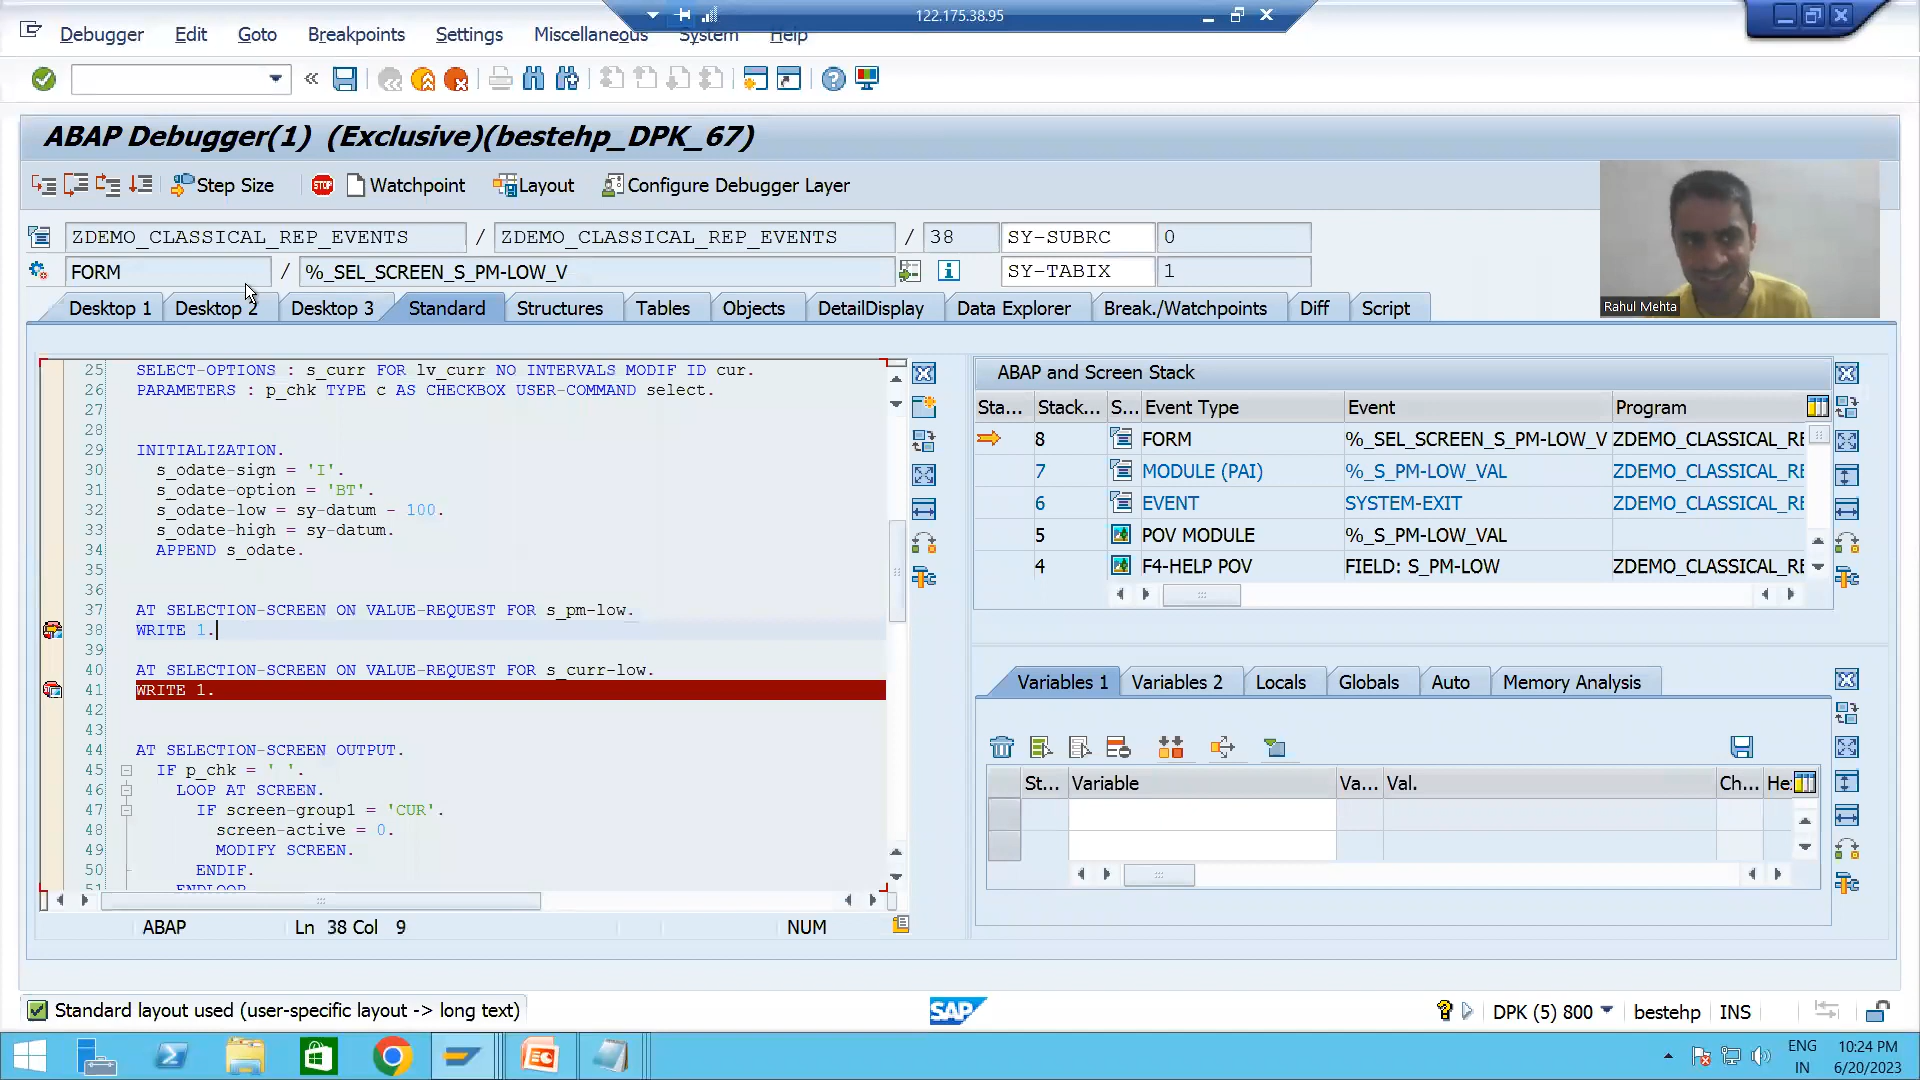 122.175.38.95
Debugger Edit Goto Breakpoints Settings Miscellaneous System Help
ABAP Debugger(1) (Exclusive)(bestehp_DPK_67)
Step Size STOP Watchpoint Layout Configure Debugger Layer
ZDEMO_CLASSICAL_REP_EVENTS / ZDEMO_CLASSICAL_REP_EVENTS / 38 SY-SUBRC 0
FORM / %_SEL_SCREEN_S_PM-LOW_V SY-TABIX 1
Rahul Mehta
Desktop 1 Desktop 2 Desktop 3 Standard Structures Tables Objects DetailDisplay Data Explorer Break./Watchpoints Diff Script
25 SELECT-OPTIONS : s_curr FOR lv_curr NO INTERVALS MODIF ID cur.
26 PARAMETERS : p_chk TYPE c AS CHECKBOX USER-COMMAND select.
27
28
29 INITIALIZATION.
30 s_odate-sign = 'I'.
31 s_odate-option = 'BT'.
32 s_odate-low = sy-datum - 100.
33 s_odate-high = sy-datum.
34 APPEND s_odate.
35
36
37 AT SELECTION-SCREEN ON VALUE-REQUEST FOR s_pm-low.
38 WRITE 1.
39
40 AT SELECTION-SCREEN ON VALUE-REQUEST FOR s_curr-low.
41 WRITE 1.
42
43
44 AT SELECTION-SCREEN OUTPUT.
45 IF p_chk = ' '.
46 LOOP AT SCREEN.
47 IF screen-group1 = 'CUR'.
48 screen-active = 0.
49 MODIFY SCREEN.
50 ENDIF.
51 ENDLOOP
ABAP Ln 38 Col 9 NUM
ABAP and Screen Stack
Sta... Stack... S... Event Type Event Program
8 FORM %_SEL_SCREEN_S_PM-LOW_V ZDEMO_CLASSICAL_RE
7 MODULE (PAI) %_S_PM-LOW_VAL ZDEMO_CLASSICAL_RE
6 EVENT SYSTEM-EXIT ZDEMO_CLASSICAL_RE
5 POV MODULE %_S_PM-LOW_VAL
4 F4-HELP POV FIELD: S_PM-LOW ZDEMO_CLASSICAL_RE
Variables 1 Variables 2 Locals Globals Auto Memory Analysis
St... Variable Va... Val. Ch... He
Standard layout used (user-specific layout -> long text)
SAP
DPK (5) 800 bestehp INS
ENG 10:24 PM
IN 6/20/2023